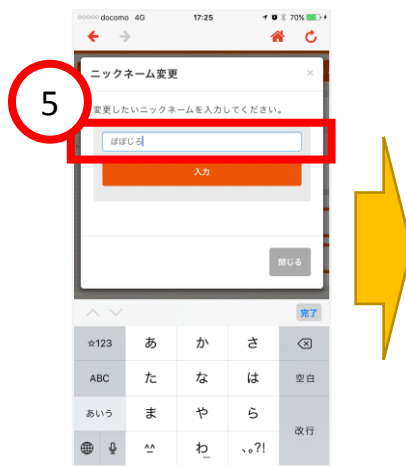 ooooo docomo 4G 17:25 70%
ニックネーム変更 ×
5
変更したいニックネームを入力してください。
ぽぽじろ
入力
閉じる
完了
☆123 あ か さ
ABC た な は 空白
あいう ま や ら
改行
^^ わ_ 、。?!